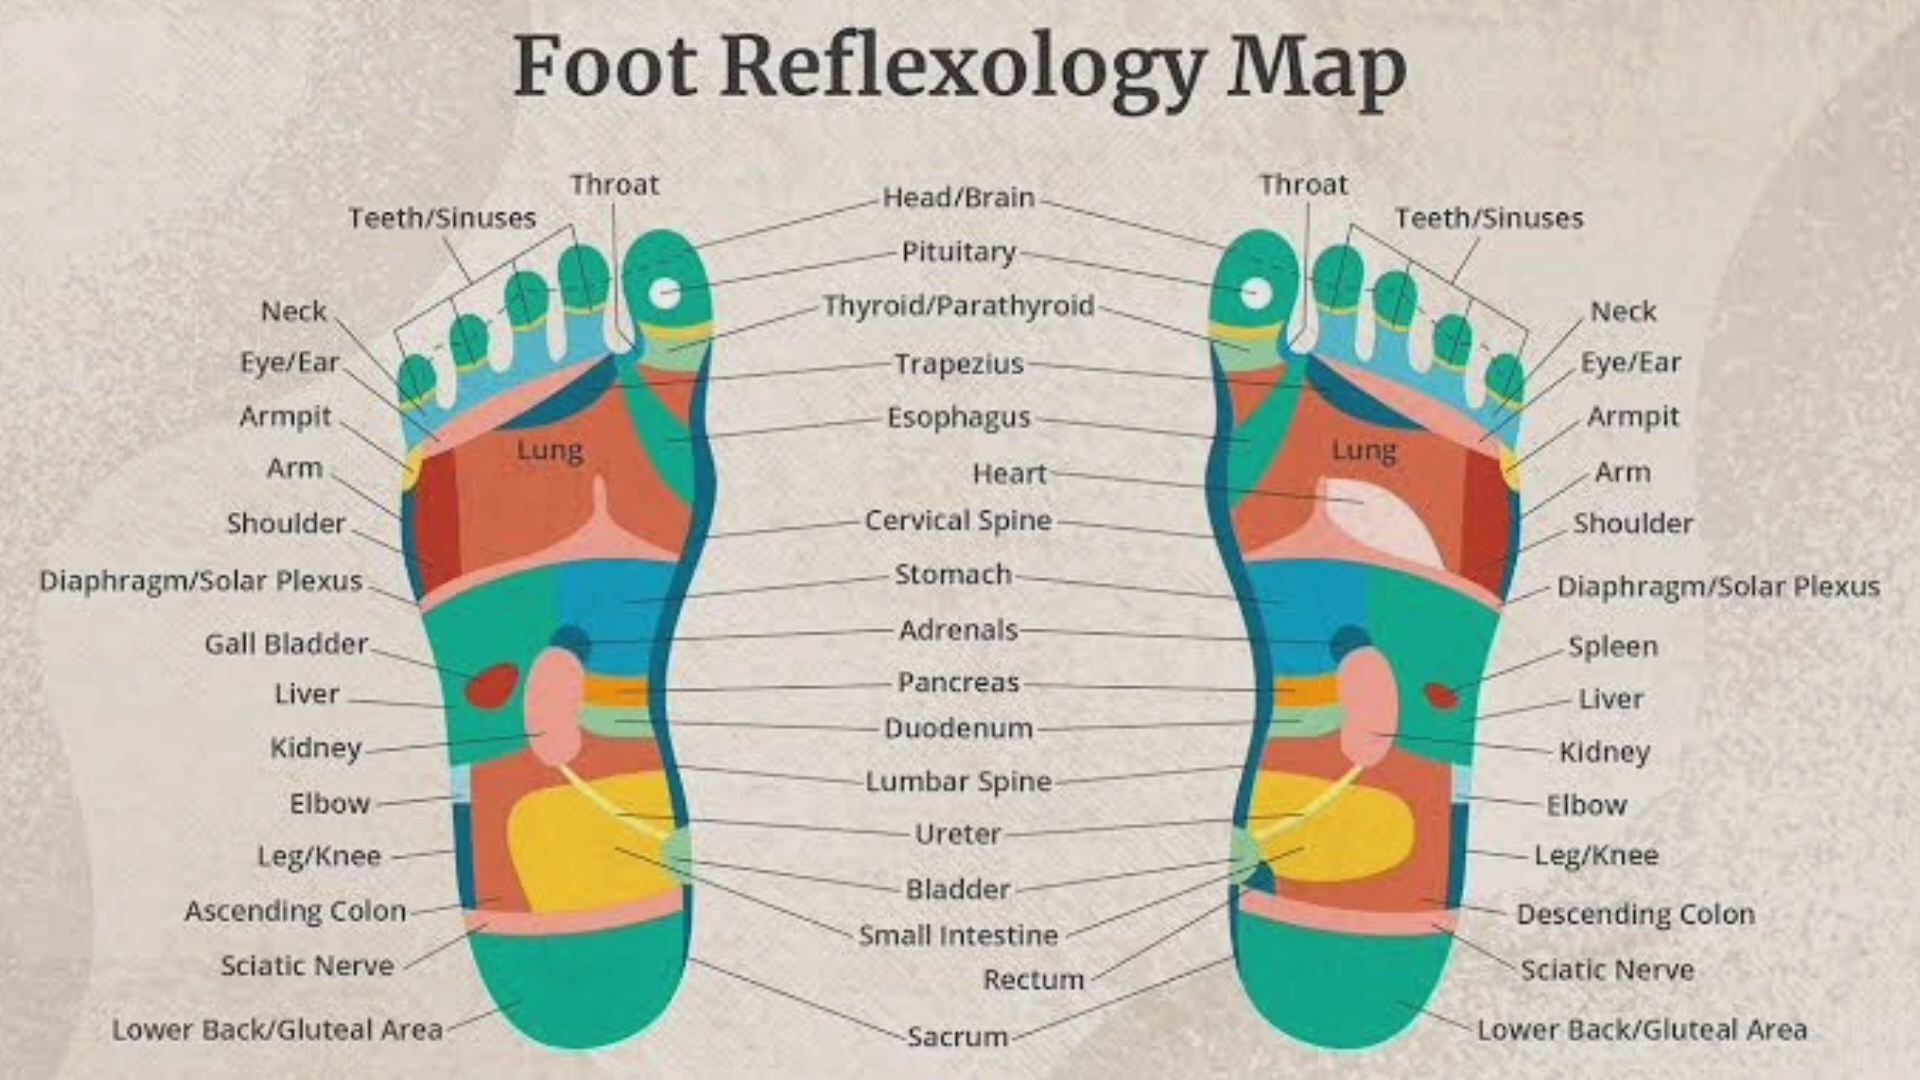 Foot Reflexology Map
Throat
Teeth/Sinuses
Neck
Eye/Ear
Armpit
Arm
Shoulder
Diaphragm/Solar Plexus
Gall Bladder
Liver
Kidney
Elbow
Leg/Knee
Ascending Colon
Sciatic Nerve
Lower Back/Gluteal Area
Lung
Head/Brain
Pituitary
Thyroid/Parathyroid
Trapezius
Esophagus
Heart
Cervical Spine
Stomach
Adrenals
Pancreas
Duodenum
Lumbar Spine
Ureter
Bladder
Small Intestine
Rectum
Sacrum
Throat
Teeth/Sinuses
Lung
Neck
Eye/Ear
Armpit
Arm
Shoulder
Diaphragm/Solar Plexus
Spleen
Liver
Kidney
Elbow
Leg/Knee
Descending Colon
Sciatic Nerve
Lower Back/Gluteal Area